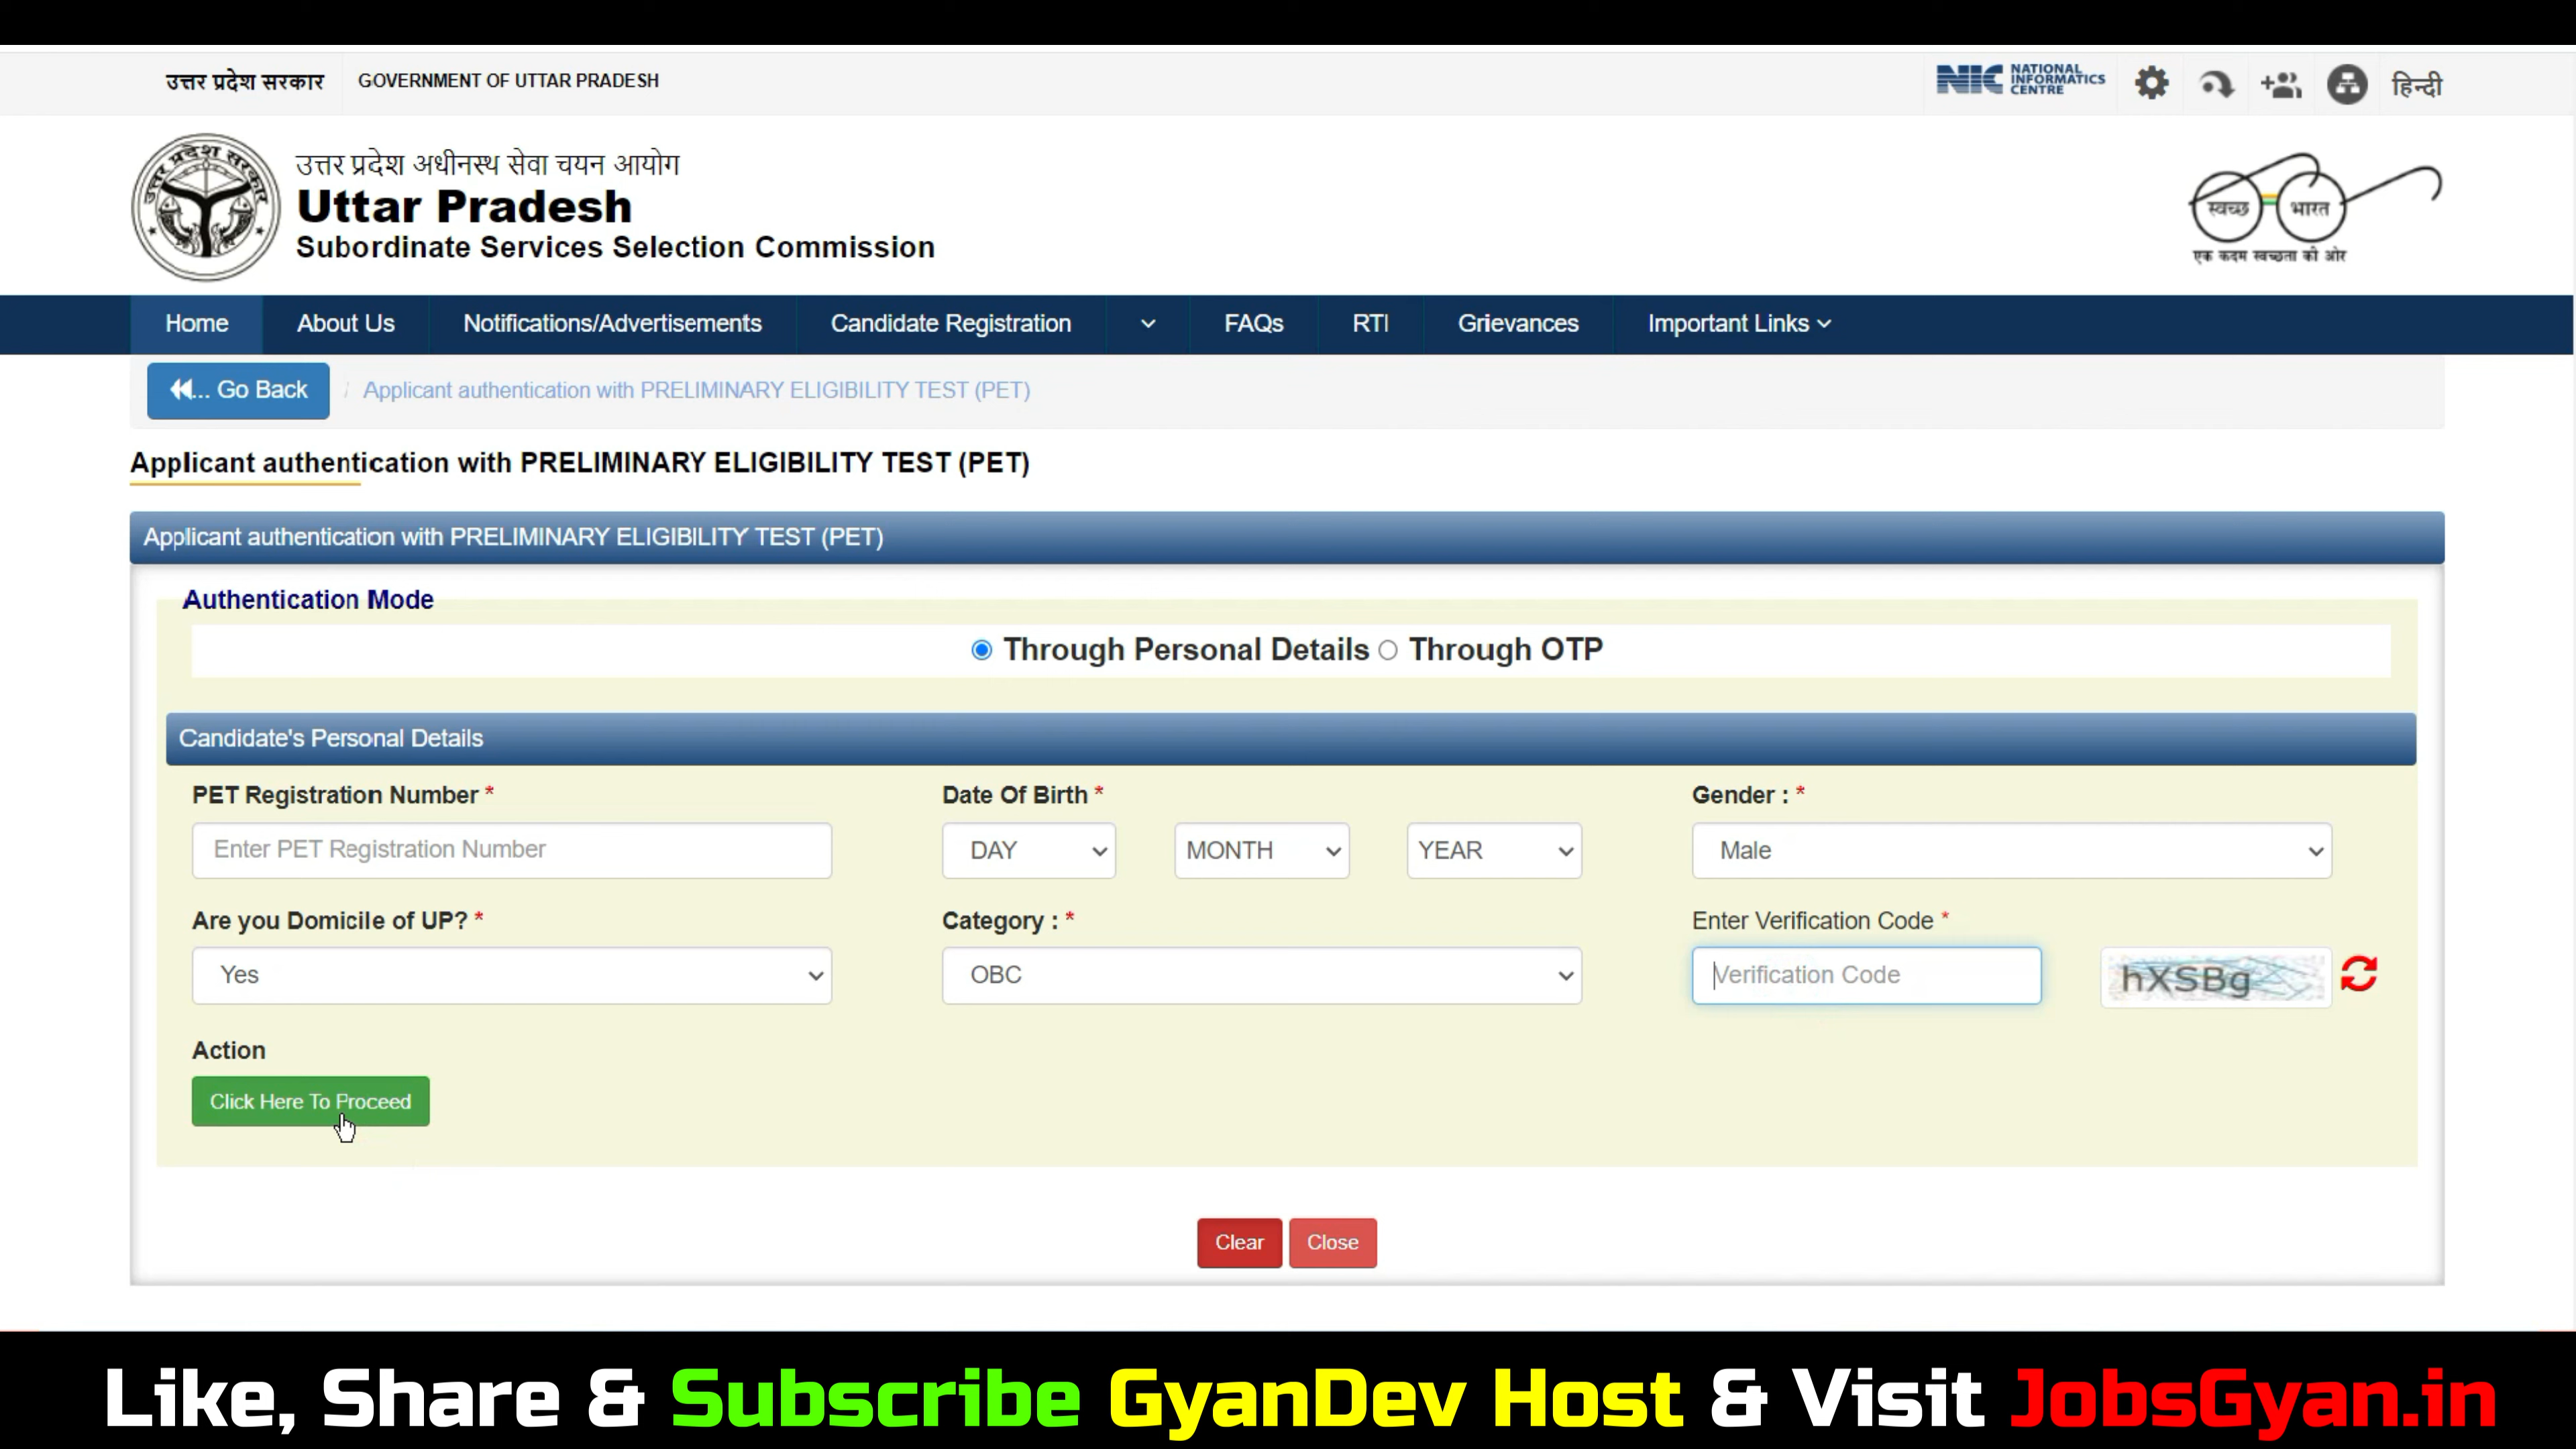 उत्तर प्रदेश सरकार GOVERNMENT OF UTTAR PRADESH
NIC NATIONAL INFORMATICS CENTRE हिन्दी
उत्तर प्रदेश सरकार
उत्तर प्रदेश अधीनस्थ सेवा चयन आयोग
Uttar Pradesh
Subordinate Services Selection Commission
स्वच्छ भारत
एक कदम स्वच्छता की ओर
Home About Us Notifications/Advertisements Candidate Registration FAQs RTI Grievances Important Links
... Go Back / Applicant authentication with PRELIMINARY ELIGIBILITY TEST (PET)
Applicant authentication with PRELIMINARY ELIGIBILITY TEST (PET)
Applicant authentication with PRELIMINARY ELIGIBILITY TEST (PET)
Authentication Mode
Through Personal Details Through OTP
Candidate's Personal Details
PET Registration Number * Date Of Birth * Gender : *
Enter PET Registration Number DAY MONTH YEAR Male
Are you Domicile of UP? * Category : * Enter Verification Code *
Yes OBC Verification Code hXSBg
Action
Click Here To Proceed
Clear Close
Like, Share & Subscribe GyanDev Host & Visit JobsGyan.in